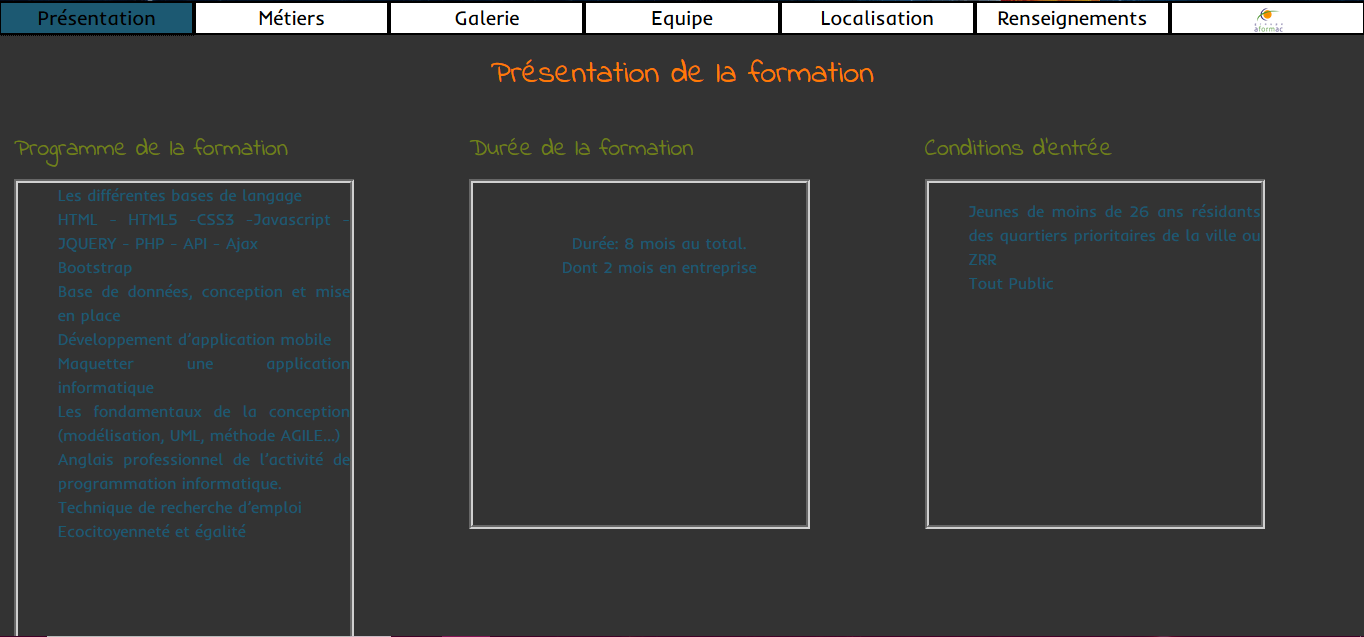 Présentation
Métiers
Galerie
Equipe
Localisation
Renseignements
groupe
aformac
Présentation de la formation
Programme de la formation
Les différentes bases de langage
HTML - HTML5 -CSS3 -Javascript -
JQUERY - PHP - API - Ajax
Bootstrap
Base de données, conception et mise
en place
Développement d'application mobile
Maquetter une application
informatique
Les fondamentaux de la conception
(modélisation, UML, méthode AGILE...)
Anglais professionnel de l'activité de
programmation informatique.
Technique de recherche d'emploi
Ecocitoyenneté et égalité
Durée de la formation
Durée: 8 mois au total.
Dont 2 mois en entreprise
Conditions d'entrée
Jeunes de moins de 26 ans résidants
des quartiers prioritaires de la ville ou
ZRR
Tout Public